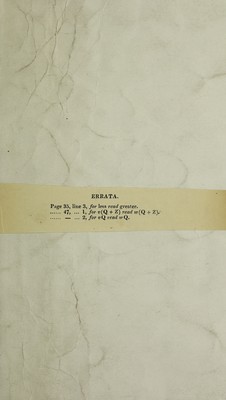 ERRATA.
Page 35, line 3, for less read greater.
..... 47, ... 1, for v(Q + Z) read w(Q + Z).
..... — ... 2, for vQ read wQ.